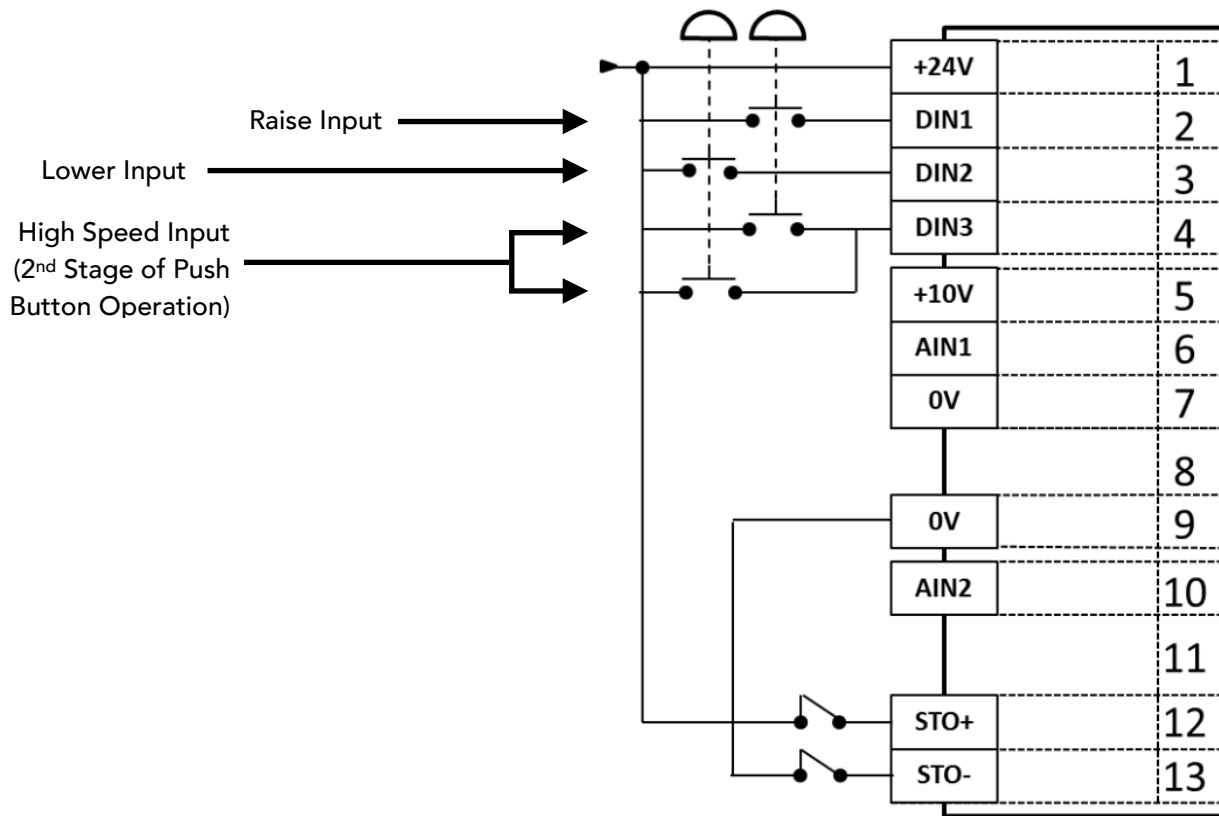 +24V 1
Raise Input DIN1 2
Lower Input DIN2 3
High Speed Input DIN3 4
(2nd Stage of Push
Button Operation)
+10V 5
AIN1 6
0V 7
8
0V 9
AIN2 10
11
STO+ 12
STO- 13